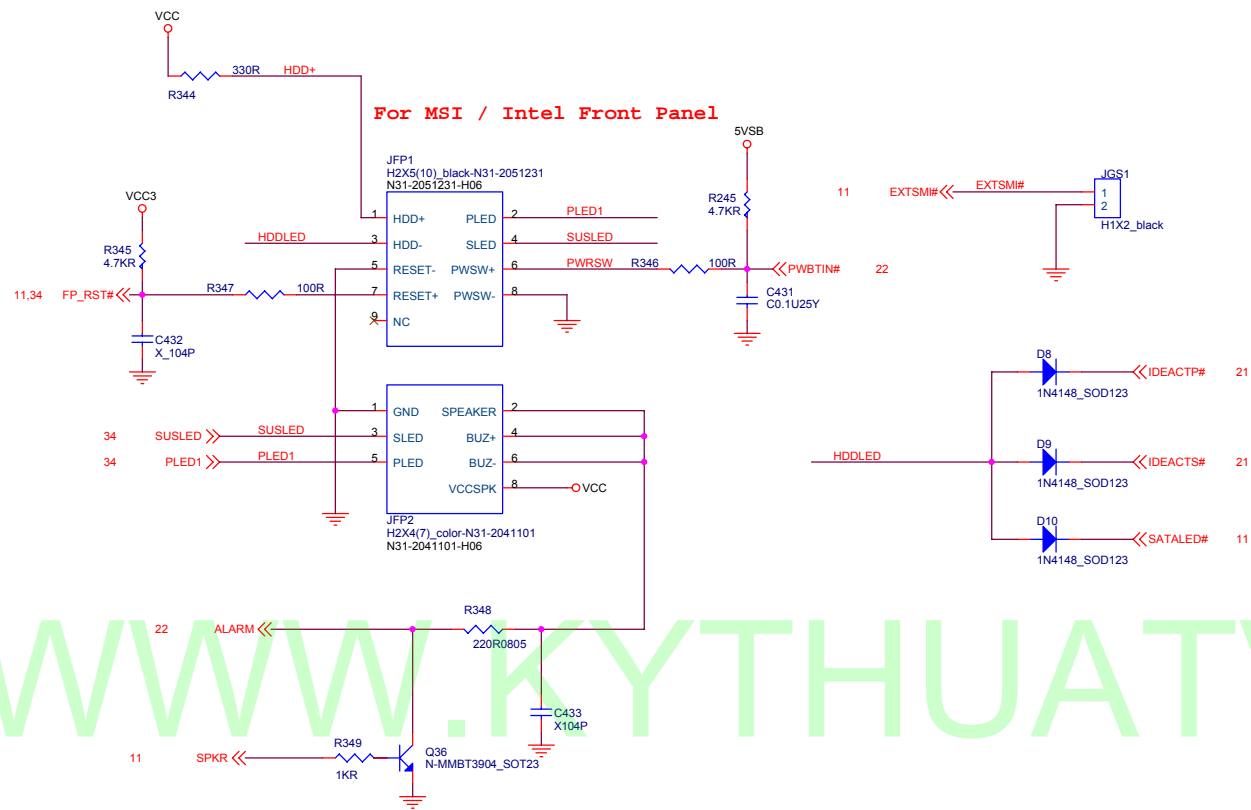 VCC
330R
HDD+
R344
For MSI / Intel Front Panel
5VSB
JFP1
H2X5(10)_black-N31-2051231
N31-2051231-H06
R245
4.7KR
11
EXTSMI#
EXTSMI#
JGS1
1
2
H1X2_black
VCC3
R345
4.7KR
1
HDD+
PLED
2
PLED1
HDDLED
3
HDD-
SLED
4
SUSLED
5
RESET-
PWSW+
6
PWRSW
R346
100R
PWBTIN#
22
11,34
FP_RST#
R347
100R
7
RESET+
PWSW-
8
9
NC
C431
C0.1U25Y
C432
X_104P
D8
1N4148_SOD123
IDEACTP#
21
1
GND
SPEAKER
2
34
SUSLED
SUSLED
3
SLED
BUZ+
4
34
PLED1
PLED1
5
PLED
BUZ-
6
VCCSPK
8
VCC
JFP2
H2X4(7)_color-N31-2041101
N31-2041101-H06
HDDLED
D9
1N4148_SOD123
IDEACTS#
21
D10
1N4148_SOD123
SATALED#
11
22
ALARM
R348
220R0805
C433
X104P
11
SPKR
R349
1KR
Q36
N-MMBT3904_SOT23
WWW.KYTHUAT